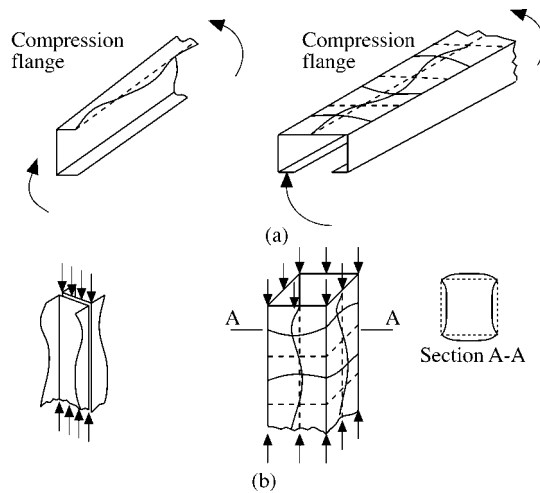 Compression
flange
Compression
flange
(a)
A
A
Section A-A
(b)